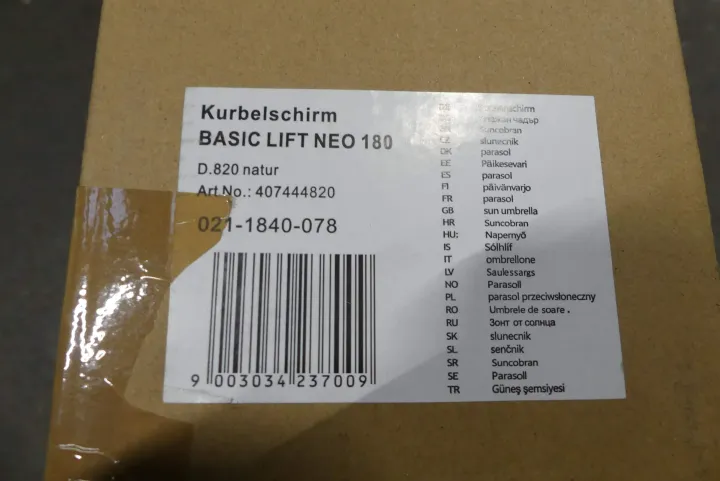 Kurbelschirm
BASIC LIFT NEO 180
D.820 natur
Art.No.: 407444820
021-1840-078
9 003034 237009
чадър
Suncobran
CZ slunecnik
DK parasol
EE Päikesevari
ES parasol
FI päivänvarjo
FR parasol
GB sun umbrella
HR Suncobran
HU: Napernyő
IS Sólhlíf
IT ombrellone
LV Saulessargs
NO Parasoll
PL parasol przeciwsłoneczny
RO Umbrele de soare .
RU Зонт от солнца
SK slunecnik
SL senčnik
SR Suncobran
SE Parasoll
TR Güneş şemsiyesi